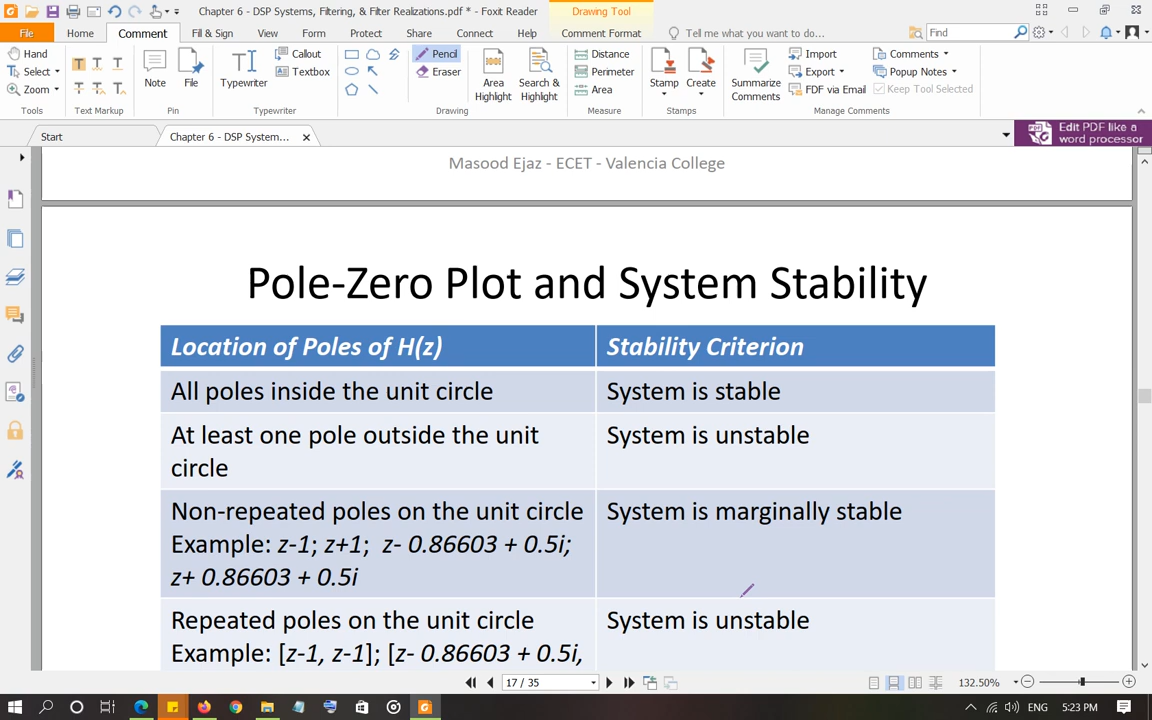 Chapter 6 - DSP Systems, Filtering, & Filter Realizations.pdf * - Foxit Reader
Drawing Tool
File Home Comment Fill & Sign View Form Protect Share Connect Help Comment Format Tell me what you want to do... Find
Hand
Select
Zoom
Tools
Text Markup
Note
File
Pin
Typewriter
Callout
Textbox
Typewriter
Pencil
Eraser
Drawing
Area Highlight
Search & Highlight
Distance
Perimeter
Area
Measure
Stamp
Create
Stamps
Summarize Comments
Import
Export
FDF via Email
Comments
Popup Notes
Keep Tool Selected
Manage Comments
Start
Chapter 6 - DSP System...
Edit PDF like a
word processor
Masood Ejaz - ECET - Valencia College
Pole-Zero Plot and System Stability
Location of Poles of H(z)
Stability Criterion
All poles inside the unit circle
System is stable
At least one pole outside the unit
circle
System is unstable
Non-repeated poles on the unit circle
Example: z-1; z+1; z- 0.86603 + 0.5i;
z+ 0.86603 + 0.5i
System is marginally stable
Repeated poles on the unit circle
Example: [z-1, z-1]; [z- 0.86603 + 0.5i,
System is unstable
17 / 35
132.50%
ENG 5:23 PM